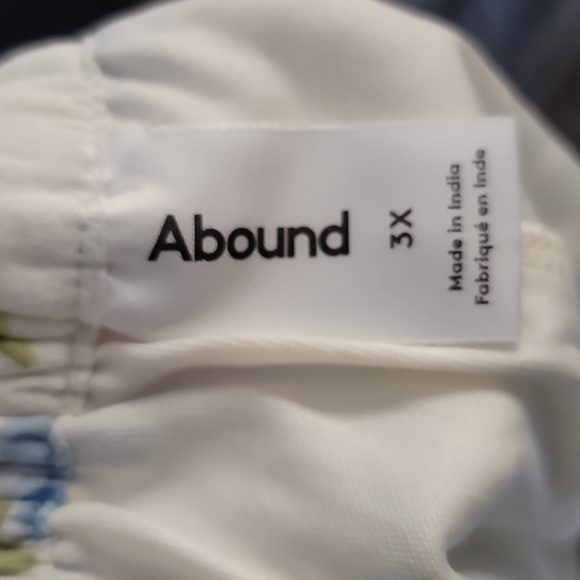 Abound
3X
Made in India
Fabriqué en Inde